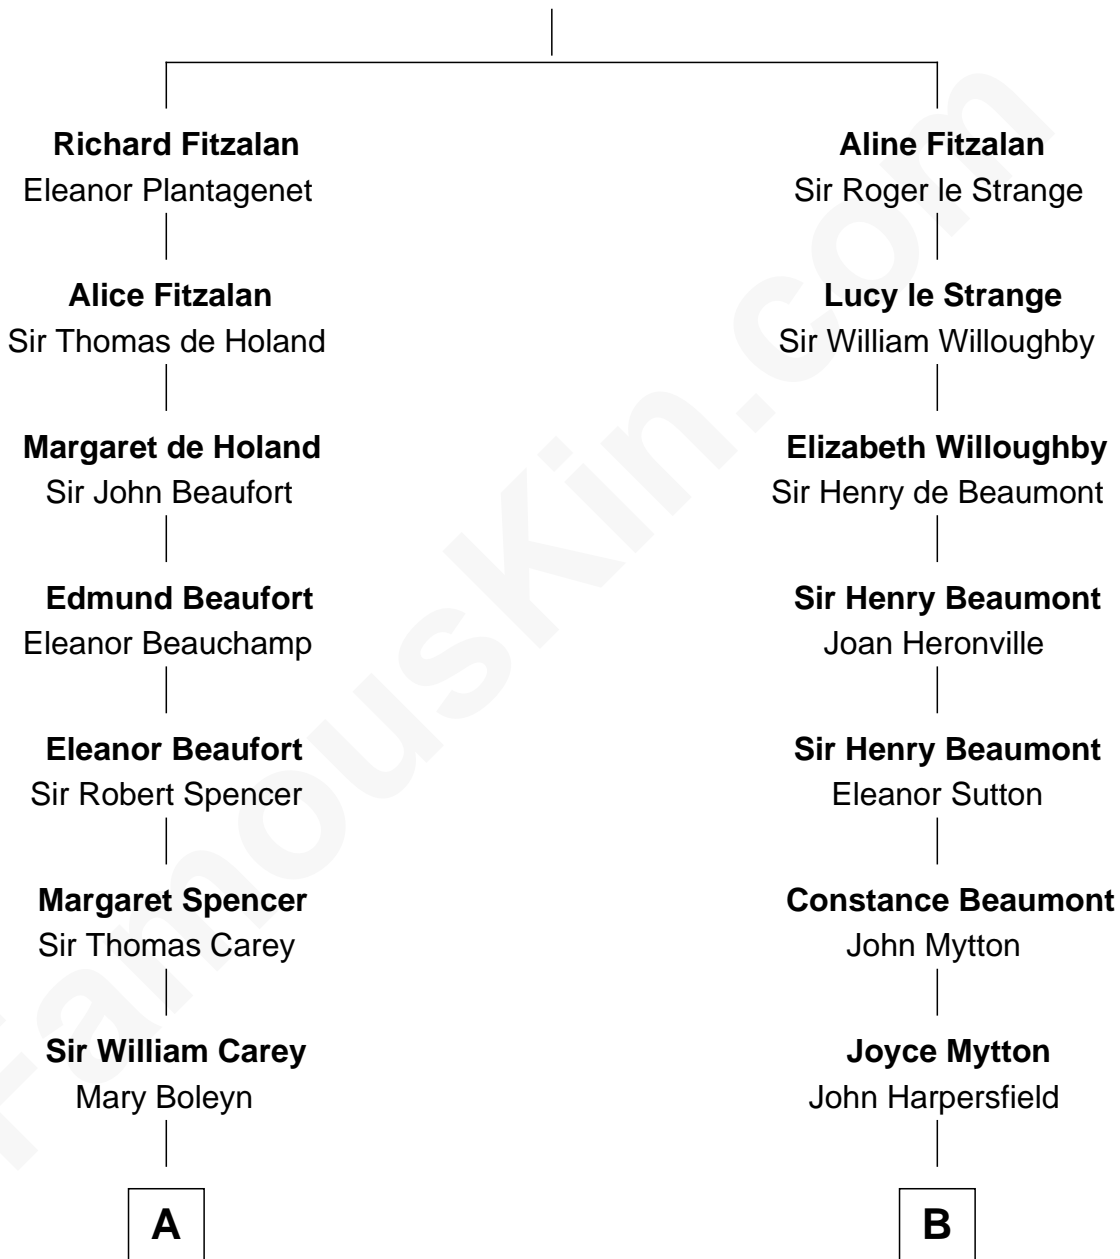 Richard Fitzalan
Eleanor Plantagenet
Alice Fitzalan
Sir Thomas de Holand
Margaret de Holand
Sir John Beaufort
Edmund Beaufort
Eleanor Beauchamp
Eleanor Beaufort
Sir Robert Spencer
Margaret Spencer
Sir Thomas Carey
Sir William Carey
Mary Boleyn
A
Aline Fitzalan
Sir Roger le Strange
Lucy le Strange
Sir William Willoughby
Elizabeth Willoughby
Sir Henry de Beaumont
Sir Henry Beaumont
Joan Heronville
Sir Henry Beaumont
Eleanor Sutton
Constance Beaumont
John Mytton
Joyce Mytton
John Harpersfield
B
FamousKin.com